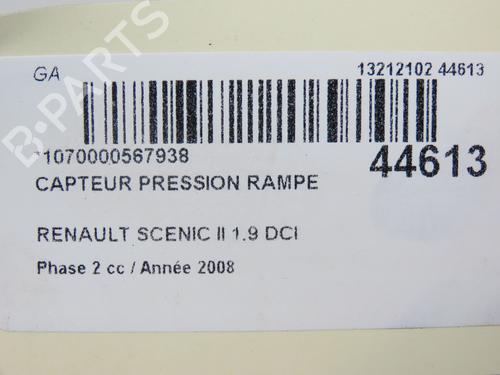 GA
13212102 44613
*1070000567938
44613
CAPTEUR PRESSION RAMPE
RENAULT SCENIC II 1.9 DCI
Phase 2 cc / Année 2008
B-PARTS